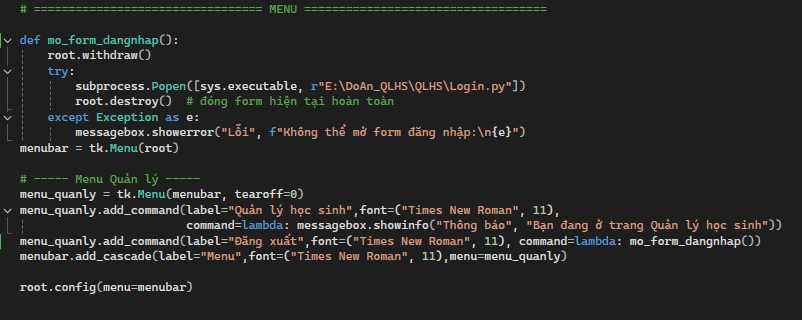 # ================================= MENU ===================================
def mo_form_dangnhap():
    root.withdraw()
    try:
        subprocess.Popen([sys.executable, r"E:\DoAn_QLHS\QLHS\Login.py"])
        root.destroy()  # đóng form hiện tại hoàn toàn
    except Exception as e:
        messagebox.showerror("Lỗi", f"Không thể mở form đăng nhập:\n{e}")
menubar = tk.Menu(root)
# ----- Menu Quản lý -----
menu_quanly = tk.Menu(menubar, tearoff=0)
menu_quanly.add_command(label="Quản lý học sinh",font=("Times New Roman", 11),
                        command=lambda: messagebox.showinfo("Thông báo", "Bạn đang ở trang Quản lý học sinh"))
menu_quanly.add_command(label="Đăng xuất",font=("Times New Roman", 11), command=lambda: mo_form_dangnhap())
menubar.add_cascade(label="Menu",font=("Times New Roman", 11),menu=menu_quanly)
root.config(menu=menubar)